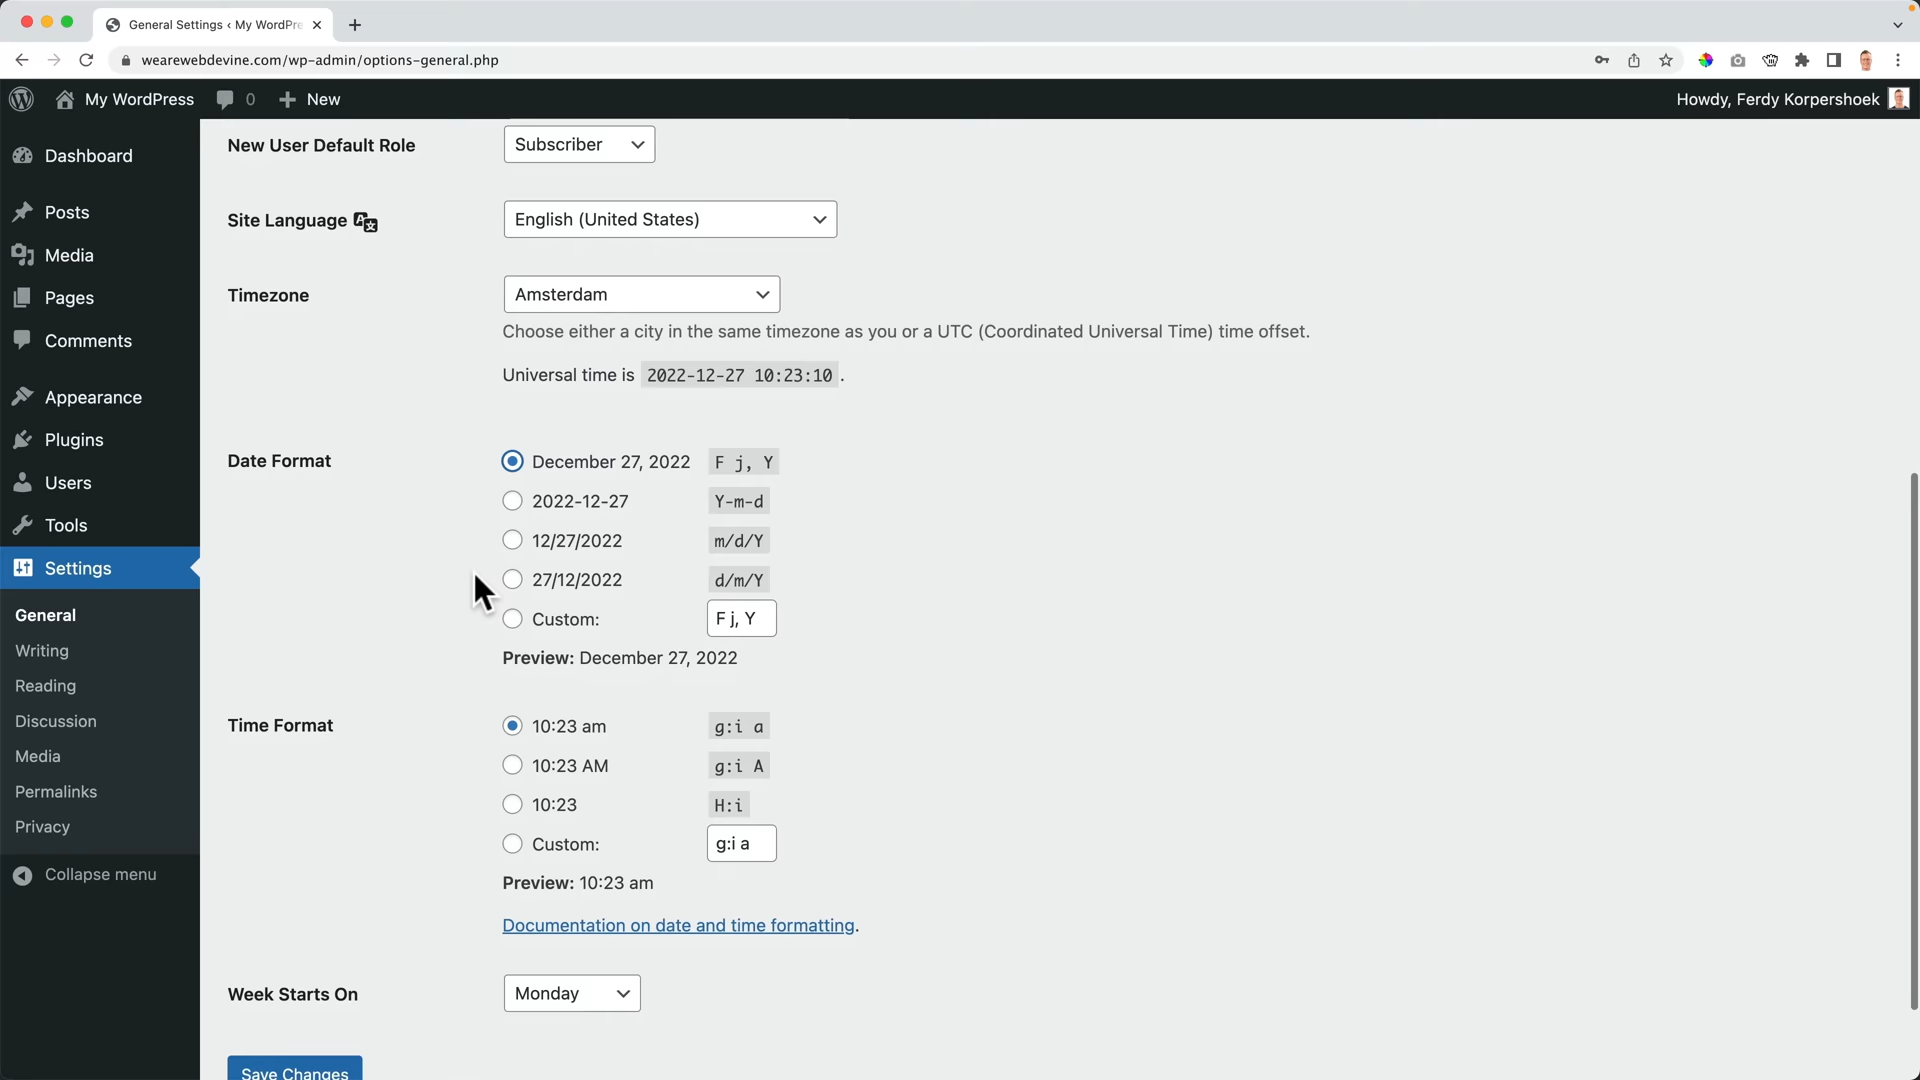 General Settings ‹ My WordPre
wearewebdevine.com/wp-admin/options-general.php
My WordPress 0 New
Howdy, Ferdy Korpershoek
Dashboard
Posts
Media
Pages
Comments
Appearance
Plugins
Users
Tools
Settings
General
Writing
Reading
Discussion
Media
Permalinks
Privacy
Collapse menu
New User Default Role Subscriber
Site Language English (United States)
Timezone Amsterdam
Choose either a city in the same timezone as you or a UTC (Coordinated Universal Time) time offset.
Universal time is 2022-12-27 10:23:10 .
Date Format December 27, 2022 F j, Y
2022-12-27 Y-m-d
12/27/2022 m/d/Y
27/12/2022 d/m/Y
Custom: F j, Y
Preview: December 27, 2022
Time Format 10:23 am g:i a
10:23 AM g:i A
10:23 H:i
Custom: g:i a
Preview: 10:23 am
Documentation on date and time formatting.
Week Starts On Monday
Save Changes